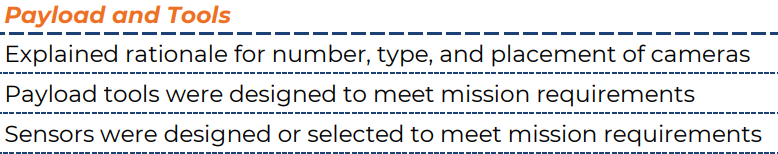 Payload and Tools
Explained rationale for number, type, and placement of cameras
Payload tools were designed to meet mission requirements
Sensors were designed or selected to meet mission requirements